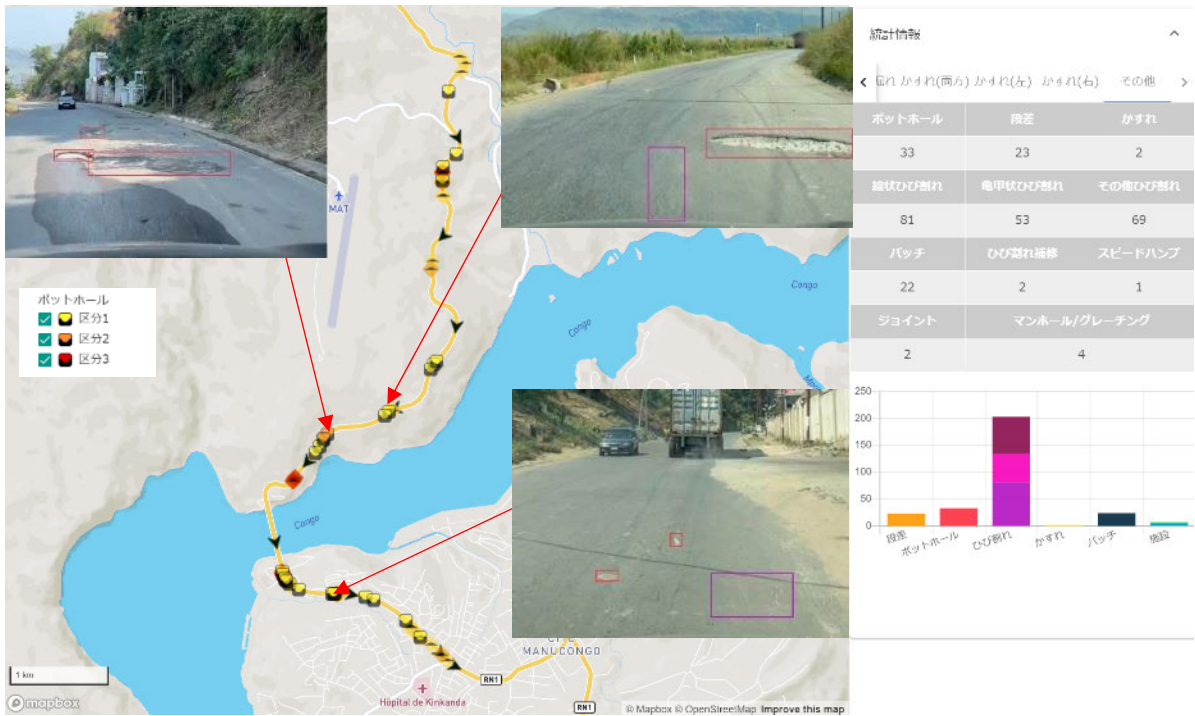 MAT
ポットホール
区分1
区分2
区分3
Congo
Congo
Congo
MANUCONGO
RN1
RN1
Hôpital de Kinkanda
1 km
mapbox
© Mapbox © OpenStreetMap Improve this map
統計情報
かすれ(両方) かすれ(左) かすれ(右) その他
ポットホール 段差 かすれ
33 23 2
線状ひび割れ 亀甲状ひび割れ その他ひび割れ
81 53 69
パッチ ひび割れ補修 スピードハンプ
22 2 1
ジョイント マンホール/グレーチング
2 4
250
200
150
100
50
0
段差 ポットホール ひび割れ かすれ パッチ 施設